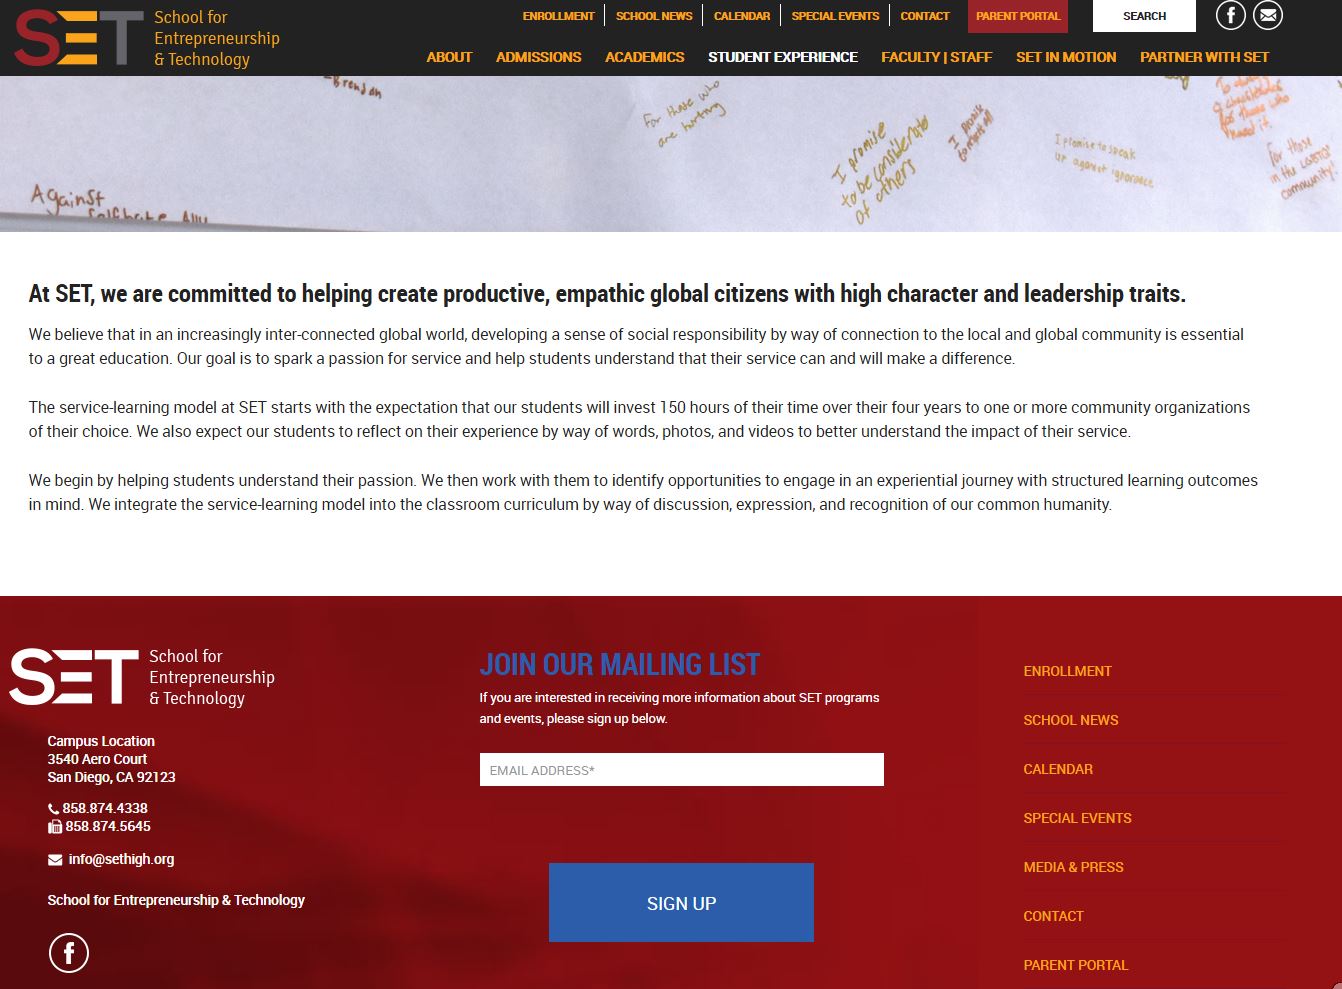 SET School for
Entrepreneurship
& Technology
ENROLLMENT SCHOOL NEWS CALENDAR SPECIAL EVENTS CONTACT PARENT PORTAL SEARCH
ABOUT ADMISSIONS ACADEMICS STUDENT EXPERIENCE FACULTY | STAFF SET IN MOTION PARTNER WITH SET
-Brendan
For those who
are hurting
I promise
to be considerate
of others
I promise
I promise to speak
up against ignorance
for those who
need it.
For those
in the LGBTQ+
community!
Against
Selfhate Ally
At SET, we are committed to helping create productive, empathic global citizens with high character and leadership traits.
We believe that in an increasingly inter-connected global world, developing a sense of social responsibility by way of connection to the local and global community is essential
to a great education. Our goal is to spark a passion for service and help students understand that their service can and will make a difference.
The service-learning model at SET starts with the expectation that our students will invest 150 hours of their time over their four years to one or more community organizations
of their choice. We also expect our students to reflect on their experience by way of words, photos, and videos to better understand the impact of their service.
We begin by helping students understand their passion. We then work with them to identify opportunities to engage in an experiential journey with structured learning outcomes
in mind. We integrate the service-learning model into the classroom curriculum by way of discussion, expression, and recognition of our common humanity.
SET School for
Entrepreneurship
& Technology
Campus Location
3540 Aero Court
San Diego, CA 92123
858.874.4338
858.874.5645
info@sethigh.org
School for Entrepreneurship & Technology
JOIN OUR MAILING LIST
If you are interested in receiving more information about SET programs
and events, please sign up below.
EMAIL ADDRESS*
SIGN UP
ENROLLMENT
SCHOOL NEWS
CALENDAR
SPECIAL EVENTS
MEDIA & PRESS
CONTACT
PARENT PORTAL